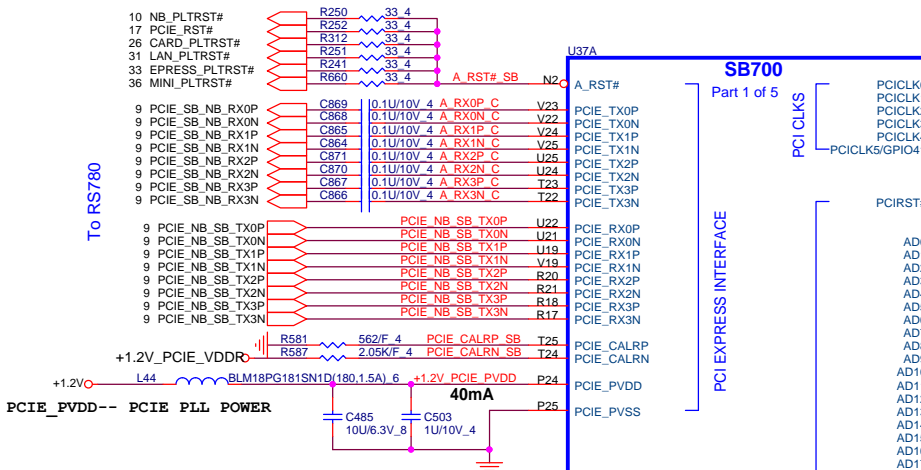 10 NB_PLTRST# R250 33_4
17 PCIE_RST# R252 33_4
26 CARD_PLTRST# R312 33_4
31 LAN_PLTRST# R251 33_4
33 EPRESS_PLTRST# R241 33_4
36 MINI_PLTRST# R660 33_4 A_RST#_SB N2 A_RST#
U37A
SB700
Part 1 of 5
PCI CLKS
PCICLK5/GPIO41
PCIRST#
To RS780
9 PCIE_SB_NB_RX0P C869 0.1U/10V_4 A_RX0P_C V23 PCIE_TX0P
9 PCIE_SB_NB_RX0N C868 0.1U/10V_4 A_RX0N_C V22 PCIE_TX0N
9 PCIE_SB_NB_RX1P C865 0.1U/10V_4 A_RX1P_C V24 PCIE_TX1P
9 PCIE_SB_NB_RX1N C864 0.1U/10V_4 A_RX1N_C V25 PCIE_TX1N
9 PCIE_SB_NB_RX2P C871 0.1U/10V_4 A_RX2P_C U25 PCIE_TX2P
9 PCIE_SB_NB_RX2N C870 0.1U/10V_4 A_RX2N_C U24 PCIE_TX2N
9 PCIE_SB_NB_RX3P C867 0.1U/10V_4 A_RX3P_C T23 PCIE_TX3P
9 PCIE_SB_NB_RX3N C866 0.1U/10V_4 A_RX3N_C T22 PCIE_TX3N
9 PCIE_NB_SB_TX0P PCIE_NB_SB_TX0P U22 PCIE_RX0P
9 PCIE_NB_SB_TX0N PCIE_NB_SB_TX0N U21 PCIE_RX0N
9 PCIE_NB_SB_TX1P PCIE_NB_SB_TX1P U19 PCIE_RX1P
9 PCIE_NB_SB_TX1N PCIE_NB_SB_TX1N V19 PCIE_RX1N
9 PCIE_NB_SB_TX2P PCIE_NB_SB_TX2P R20 PCIE_RX2P
9 PCIE_NB_SB_TX2N PCIE_NB_SB_TX2N R21 PCIE_RX2N
9 PCIE_NB_SB_TX3P PCIE_NB_SB_TX3P R18 PCIE_RX3P
9 PCIE_NB_SB_TX3N PCIE_NB_SB_TX3N R17 PCIE_RX3N
PCI EXPRESS INTERFACE
R581 562/F_4 PCIE_CALRP_SB T25 PCIE_CALRP
+1.2V_PCIE_VDDR R587 2.05K/F_4 PCIE_CALRN_SB T24 PCIE_CALRN
+1.2V L44 BLM18PG181SN1D(180,1.5A)_6 +1.2V_PCIE_PVDD P24 PCIE_PVDD
40mA
PCIE_PVDD-- PCIE PLL POWER
P25 PCIE_PVSS
C485 C503
10U/6.3V_8 1U/10V_4